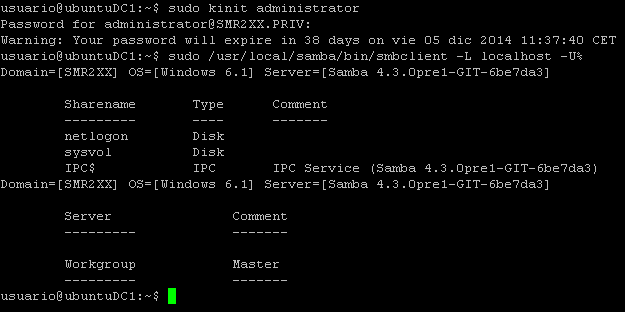 usuario@ubuntuDC1:~$ sudo kinit administrator
Password for administrator@SMR2XX.PRIV:
Warning: Your password will expire in 38 days on vie 05 dic 2014 11:37:40 CET
usuario@ubuntuDC1:~$ sudo /usr/local/samba/bin/smbclient -L localhost -U%
Domain=[SMR2XX] OS=[Windows 6.1] Server=[Samba 4.3.0pre1-GIT-6be7da3]
Sharename       Type      Comment
---------       ----      -------
netlogon        Disk
sysvol          Disk
IPC$            IPC       IPC Service (Samba 4.3.0pre1-GIT-6be7da3)
Domain=[SMR2XX] OS=[Windows 6.1] Server=[Samba 4.3.0pre1-GIT-6be7da3]
Server               Comment
---------            -------
Workgroup            Master
---------            -------
usuario@ubuntuDC1:~$